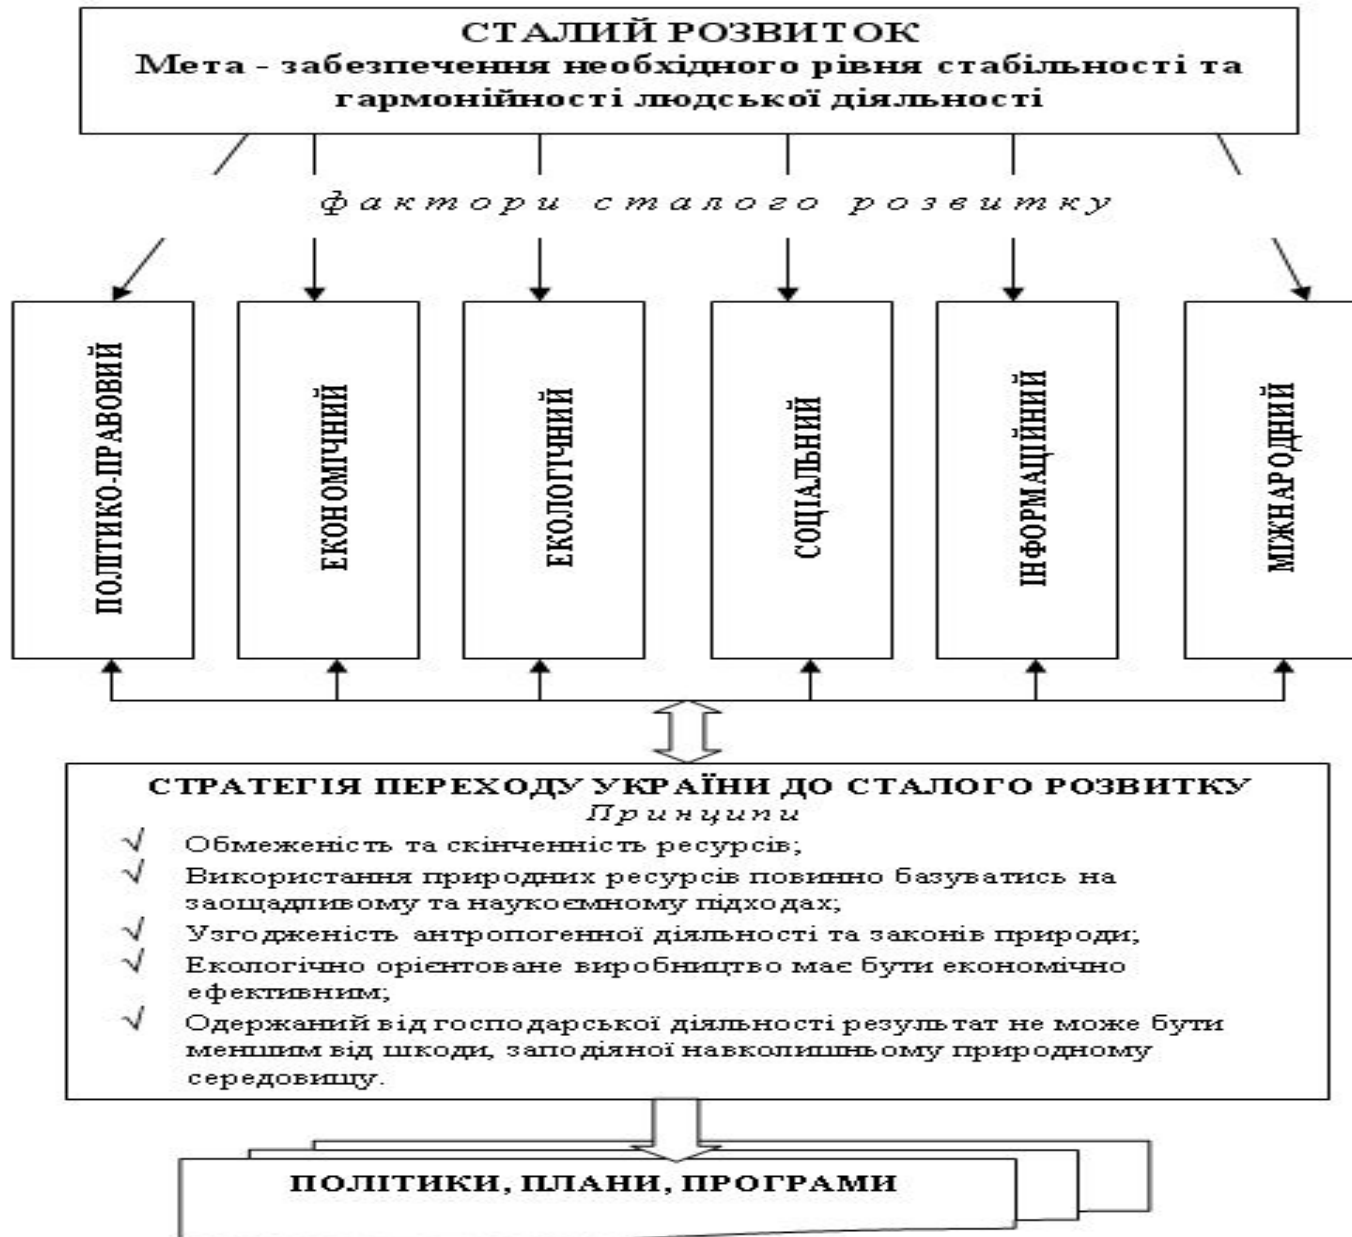 СТАЛИЙ РОЗВИТОК
Мета - забезпечення необхідного рівня стабільності та
гармонійності людської діяльності
фактори сталого розвитку
ПОЛІТИКО-ПРАВОВИЙ
ЕКОНОМІЧНИЙ
ЕКОЛОГІЧНИЙ
СОЦІАЛЬНИЙ
ІНФОРМАЦІЙНИЙ
МІЖНАРОДНИЙ
СТРАТЕГІЯ ПЕРЕХОДУ УКРАЇНИ ДО СТАЛОГО РОЗВИТКУ
Принципи
√ Обмеженість та скінченність ресурсів;
√ Використання природних ресурсів повинно базуватись на
заощадливому та наукоємному підходах;
√ Узгодженість антропогенної діяльності та законів природи;
√ Екологічно орієнтоване виробництво має бути економічно
ефективним;
√ Одержаний від господарської діяльності результат не може бути
меншим від шкоди, заподіяної навколишньому природному
середовищу.
ПОЛІТИКИ, ПЛАНИ, ПРОГРАМИ